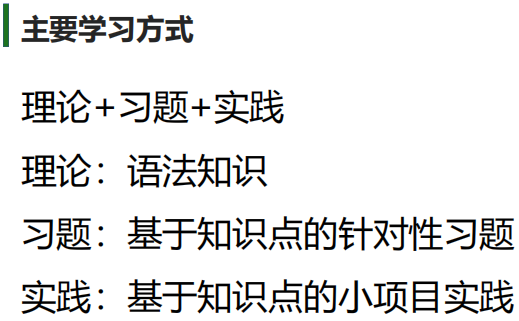 主要学习方式
理论+习题+实践
理论：语法知识
习题：基于知识点的针对性习题
实践：基于知识点的小项目实践